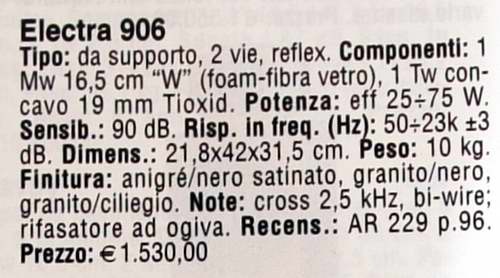 Electra 906
Tipo: da supporto, 2 vie, reflex. Componenti: 1
Mw 16,5 cm “W” (foam-fibra vetro), 1 Tw con-
cavo 19 mm Tioxid. Potenza: eff 25÷75 W.
Sensib.: 90 dB. Risp. in freq. (Hz): 50÷23k ±3
dB. Dimens.: 21,8x42x31,5 cm. Peso: 10 kg.
Finitura: anigré/nero satinato, granito/nero,
granito/ciliegio. Note: cross 2,5 kHz, bi-wire;
rifasatore ad ogiva. Recens.: AR 229 p.96.
Prezzo: €1.530,00